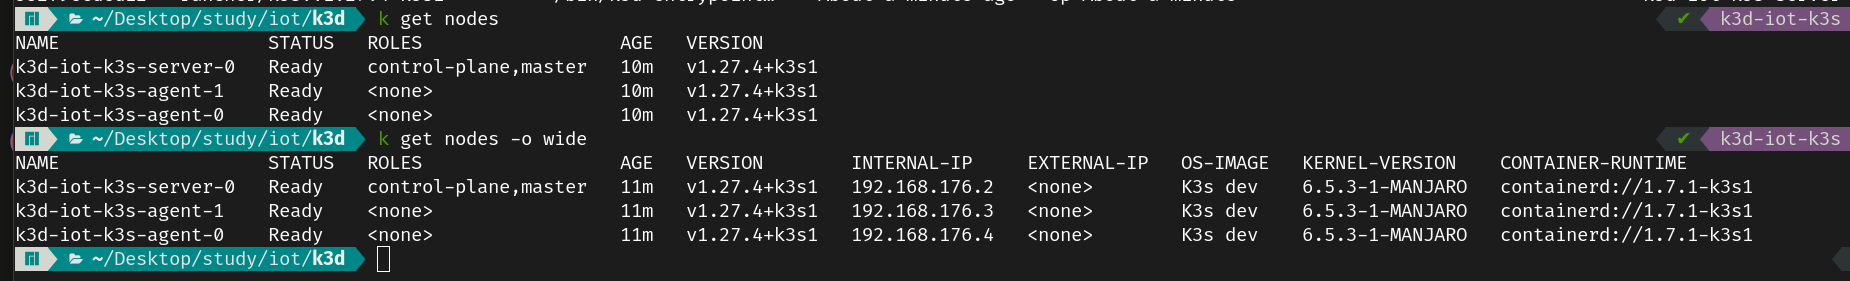 ~/Desktop/study/iot/k3d k get nodes ✔ k3d-iot-k3s
NAME STATUS ROLES AGE VERSION
k3d-iot-k3s-server-0 Ready control-plane,master 10m v1.27.4+k3s1
k3d-iot-k3s-agent-1 Ready <none> 10m v1.27.4+k3s1
k3d-iot-k3s-agent-0 Ready <none> 10m v1.27.4+k3s1
~/Desktop/study/iot/k3d k get nodes -o wide ✔ k3d-iot-k3s
NAME STATUS ROLES AGE VERSION INTERNAL-IP EXTERNAL-IP OS-IMAGE KERNEL-VERSION CONTAINER-RUNTIME
k3d-iot-k3s-server-0 Ready control-plane,master 11m v1.27.4+k3s1 192.168.176.2 <none> K3s dev 6.5.3-1-MANJARO containerd://1.7.1-k3s1
k3d-iot-k3s-agent-1 Ready <none> 11m v1.27.4+k3s1 192.168.176.3 <none> K3s dev 6.5.3-1-MANJARO containerd://1.7.1-k3s1
k3d-iot-k3s-agent-0 Ready <none> 11m v1.27.4+k3s1 192.168.176.4 <none> K3s dev 6.5.3-1-MANJARO containerd://1.7.1-k3s1
~/Desktop/study/iot/k3d